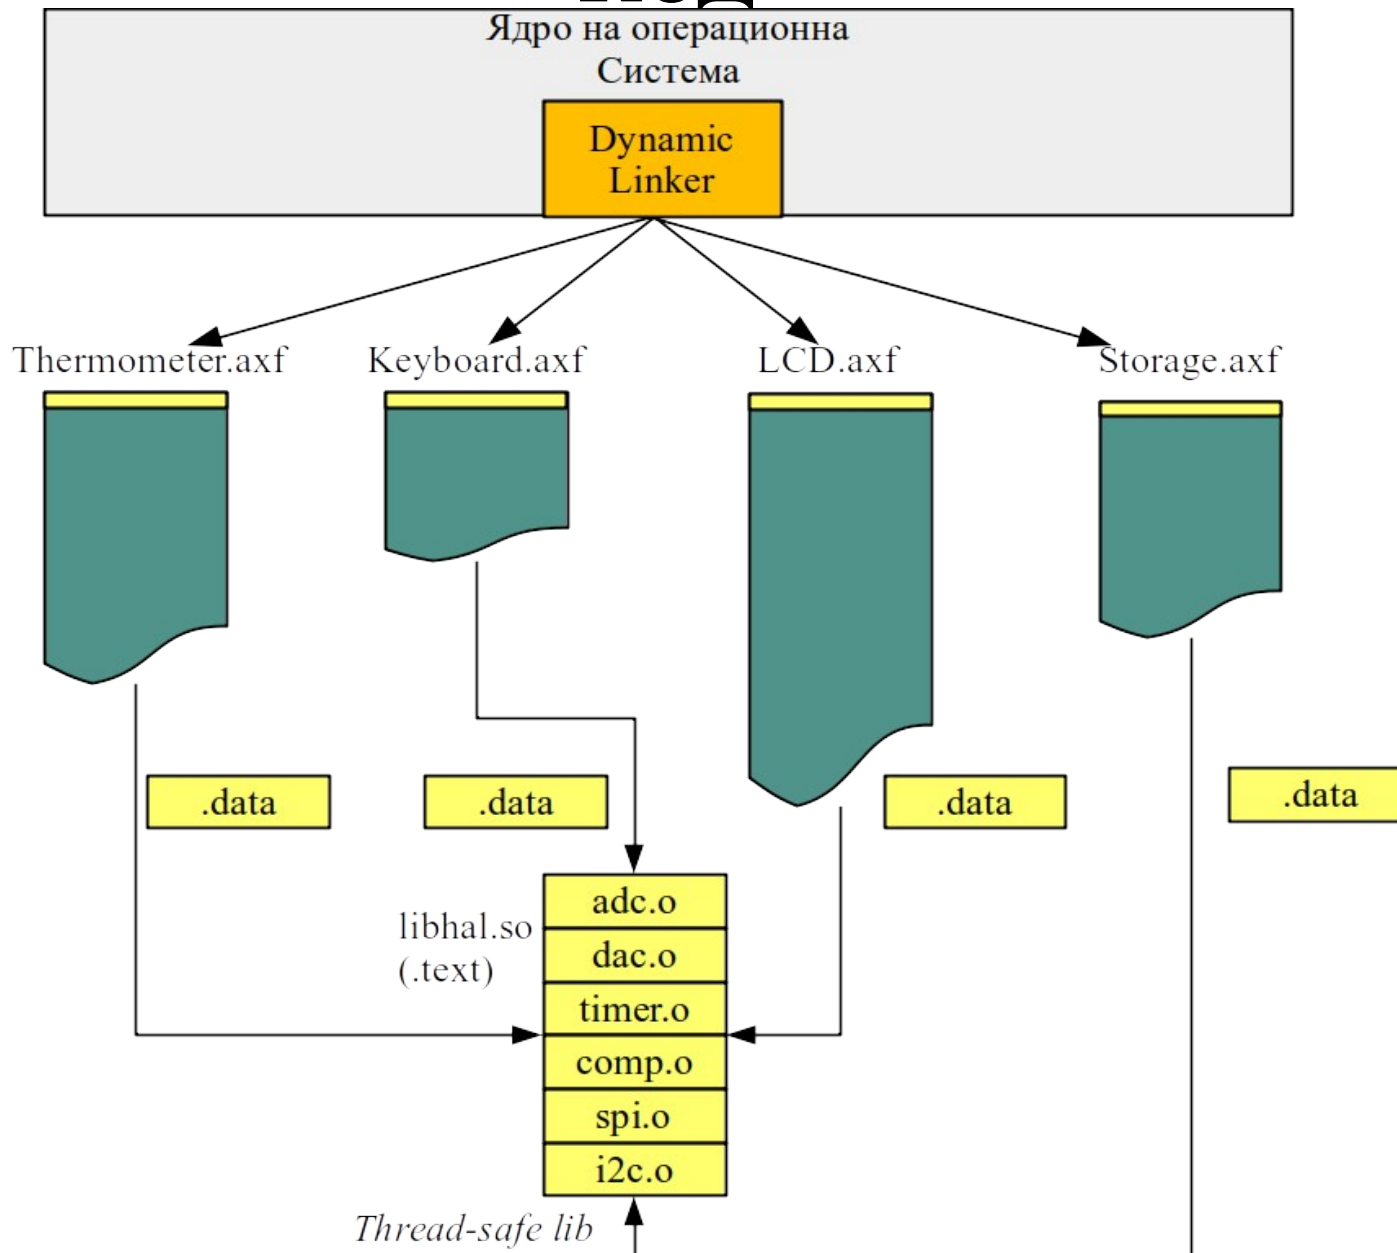 Ядро на операционна
Система
Dynamic
Linker
Thermometer.axf
Keyboard.axf
LCD.axf
Storage.axf
.data
.data
.data
.data
libhal.so
(.text)
adc.o
dac.o
timer.o
comp.o
spi.o
i2c.o
Thread-safe lib